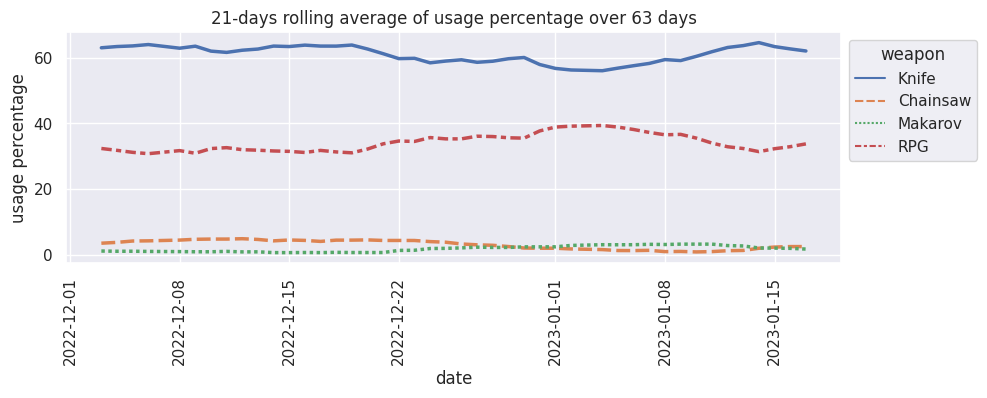 21-days rolling average of usage percentage over 63 days
usage percentage
60
40
20
0
2022-12-01
2022-12-08
2022-12-15
2022-12-22
2023-01-01
2023-01-08
2023-01-15
date
weapon
Knife
Chainsaw
Makarov
RPG